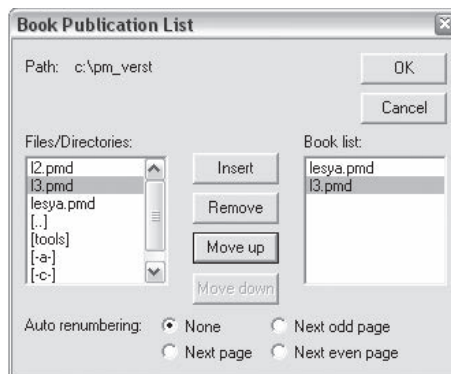 Book Publication List
Path: c:\pm_verst
OK
Cancel
Files/Directories:
l2.pmd
l3.pmd
lesya.pmd
[..]
[tools]
[-a-]
[-c-]
Insert
Remove
Move up
Move down
Book list:
lesya.pmd
l3.pmd
Auto renumbering: None Next odd page
Next page Next even page